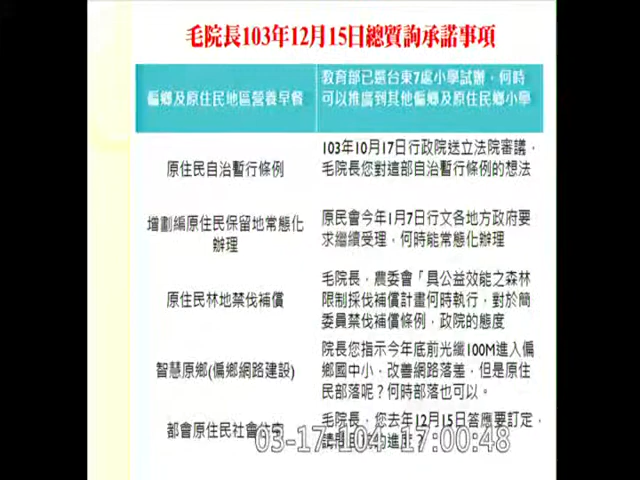 毛院長103年12月15日總質詢承諾事項
偏鄉及原住民地區營養早餐
教育部已選台東7處小學試辦，何時
可以推廣到其他偏鄉及原住民鄉小學
原住民自治暫行條例
103年10月17日行政院送立法院審議，
毛院長您對這部自治暫行條例的想法
增劃編原住民保留地常態化
辦理
原民會今年1月7日行文各地方政府要
求繼續受理，何時能常態化辦理
原住民林地禁伐補償
毛院長，農委會「具公益效能之森林
限制採伐補償計畫何時執行，對於簡
委員禁伐補償條例，政院的態度
智慧原鄉(偏鄉網路建設)
院長您指示今年底前光纖100M進入偏
鄉國中小，改善網路落差，但是原住
民部落呢？何時部落也可以。
都會原住民社會住宅
毛院長，您去年12月15日答應要訂定，
請問目前的進度？
03-17-104 17:00:48